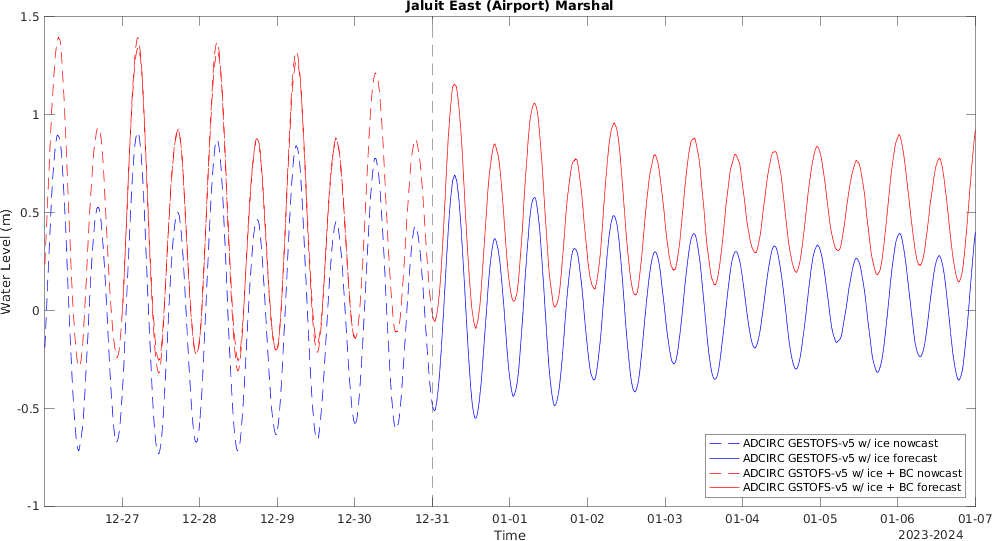 Jaluit East (Airport) Marshal
Water Level (m)
1.5
1
0.5
0
-0.5
-1
12-27 12-28 12-29 12-30 12-31 01-01 01-02 01-03 01-04 01-05 01-06 01-07
Time
2023-2024
ADCIRC GESTOFS-v5 w/ ice nowcast
ADCIRC GESTOFS-v5 w/ ice forecast
ADCIRC GSTOFS-v5 w/ ice + BC nowcast
ADCIRC GSTOFS-v5 w/ ice + BC forecast